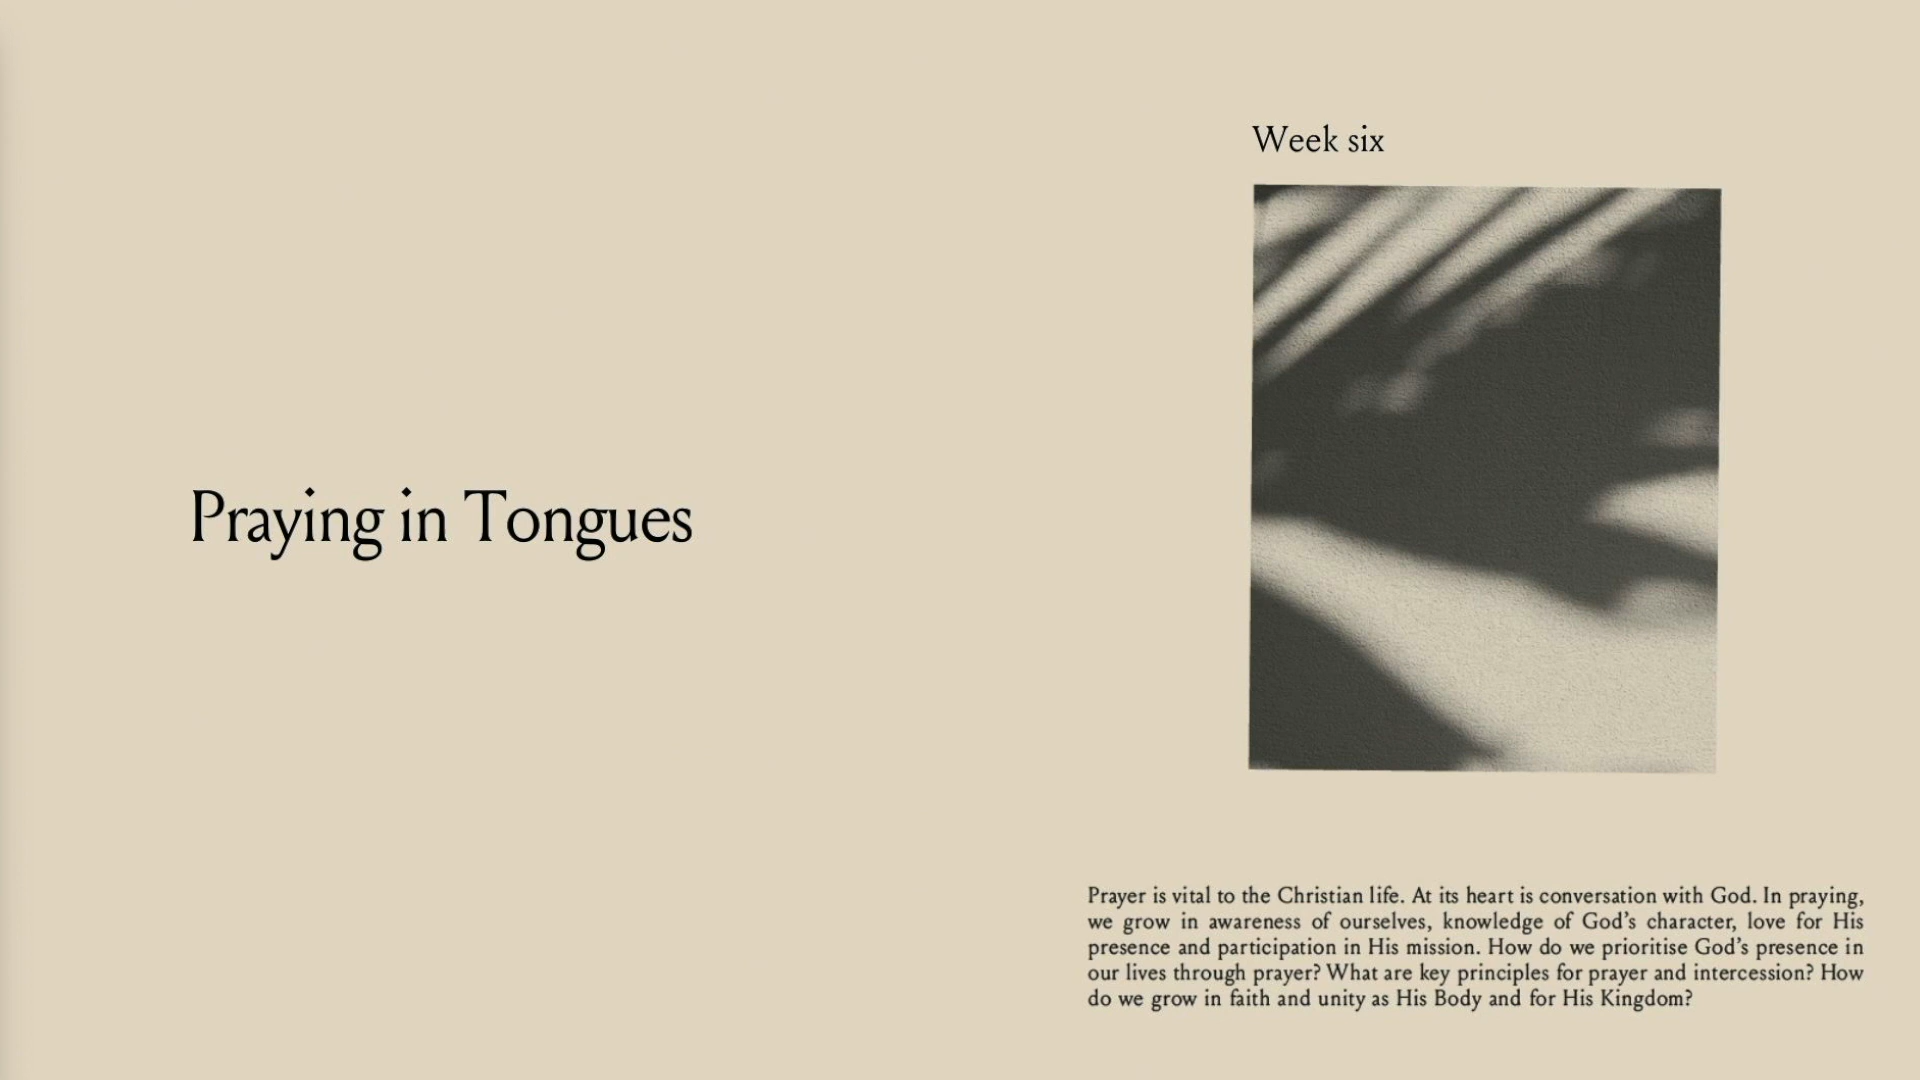 Praying in Tongues
Week six
Prayer is vital to the Christian life. At its heart is conversation with God. In praying,
we grow in awareness of ourselves, knowledge of God’s character, love for His
presence and participation in His mission. How do we prioritise God’s presence in
our lives through prayer? What are key principles for prayer and intercession? How
do we grow in faith and unity as His Body and for His Kingdom?